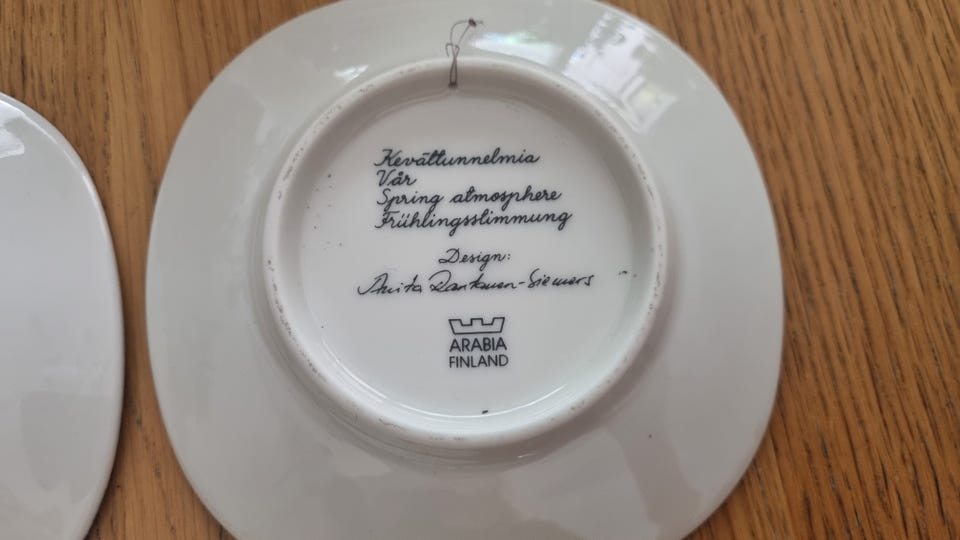 Kevättunnelmia
Vår
Spring atmosphere
Frühlingsstimmung
Design:
Anita Rantanen-Siemers
ARABIA
FINLAND